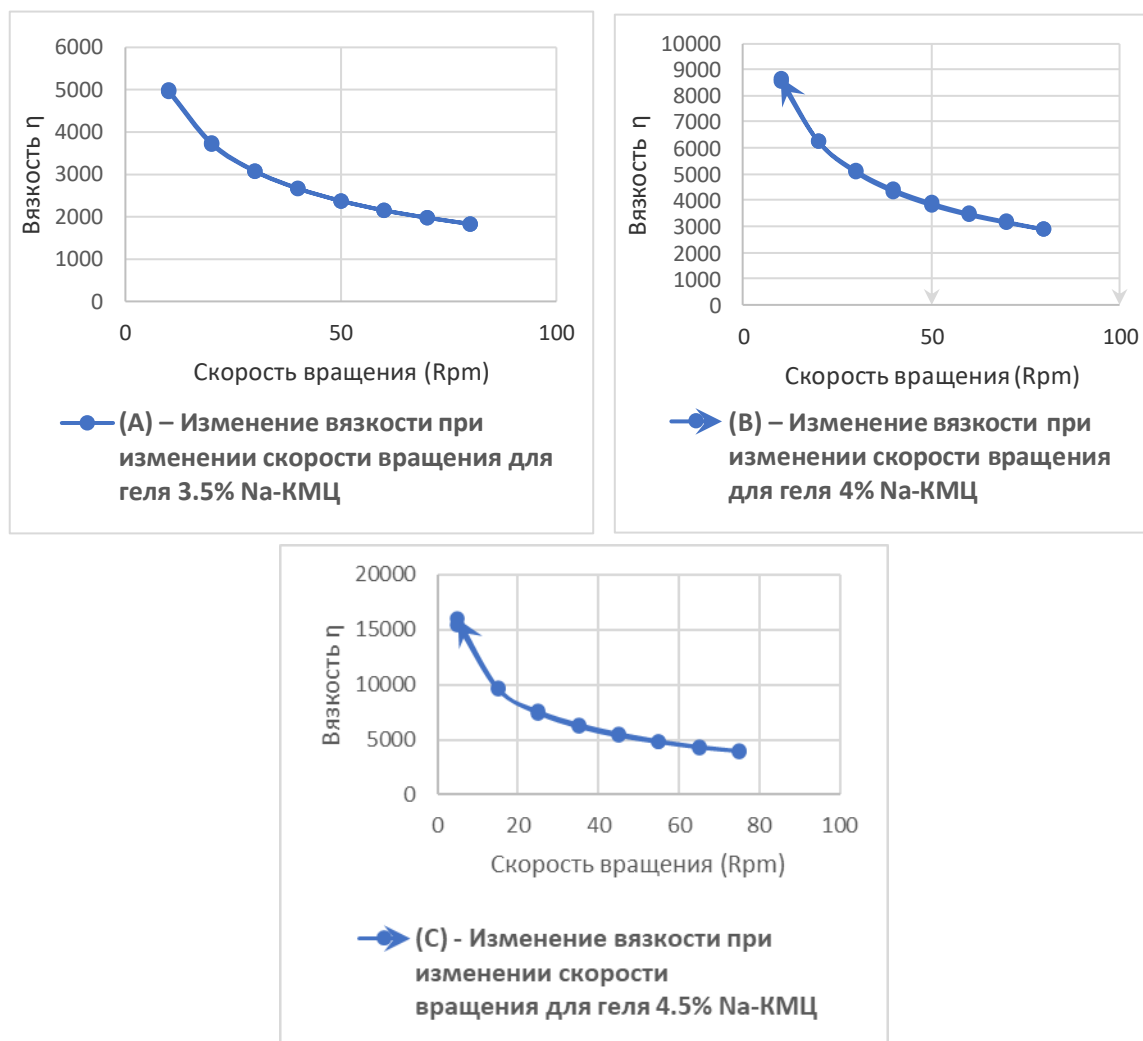 6000
5000
4000
3000
2000
1000
0
Вязкость η
0 50 100
Скорость вращения (Rpm)
(A) – Изменение вязкости при
изменении скорости вращения для
геля 3.5% Na-КМЦ
10000
9000
8000
7000
6000
5000
4000
3000
2000
1000
0
Вязкость η
0 50 100
Скорость вращения (Rpm)
(B) – Изменение вязкости при
изменении скорости вращения
для геля 4% Na-КМЦ
20000
15000
10000
5000
0
Вязкость η
0 20 40 60 80 100
Скорость вращения (Rpm)
(C) - Изменение вязкости при
изменении скорости
вращения для геля 4.5% Na-КМЦ